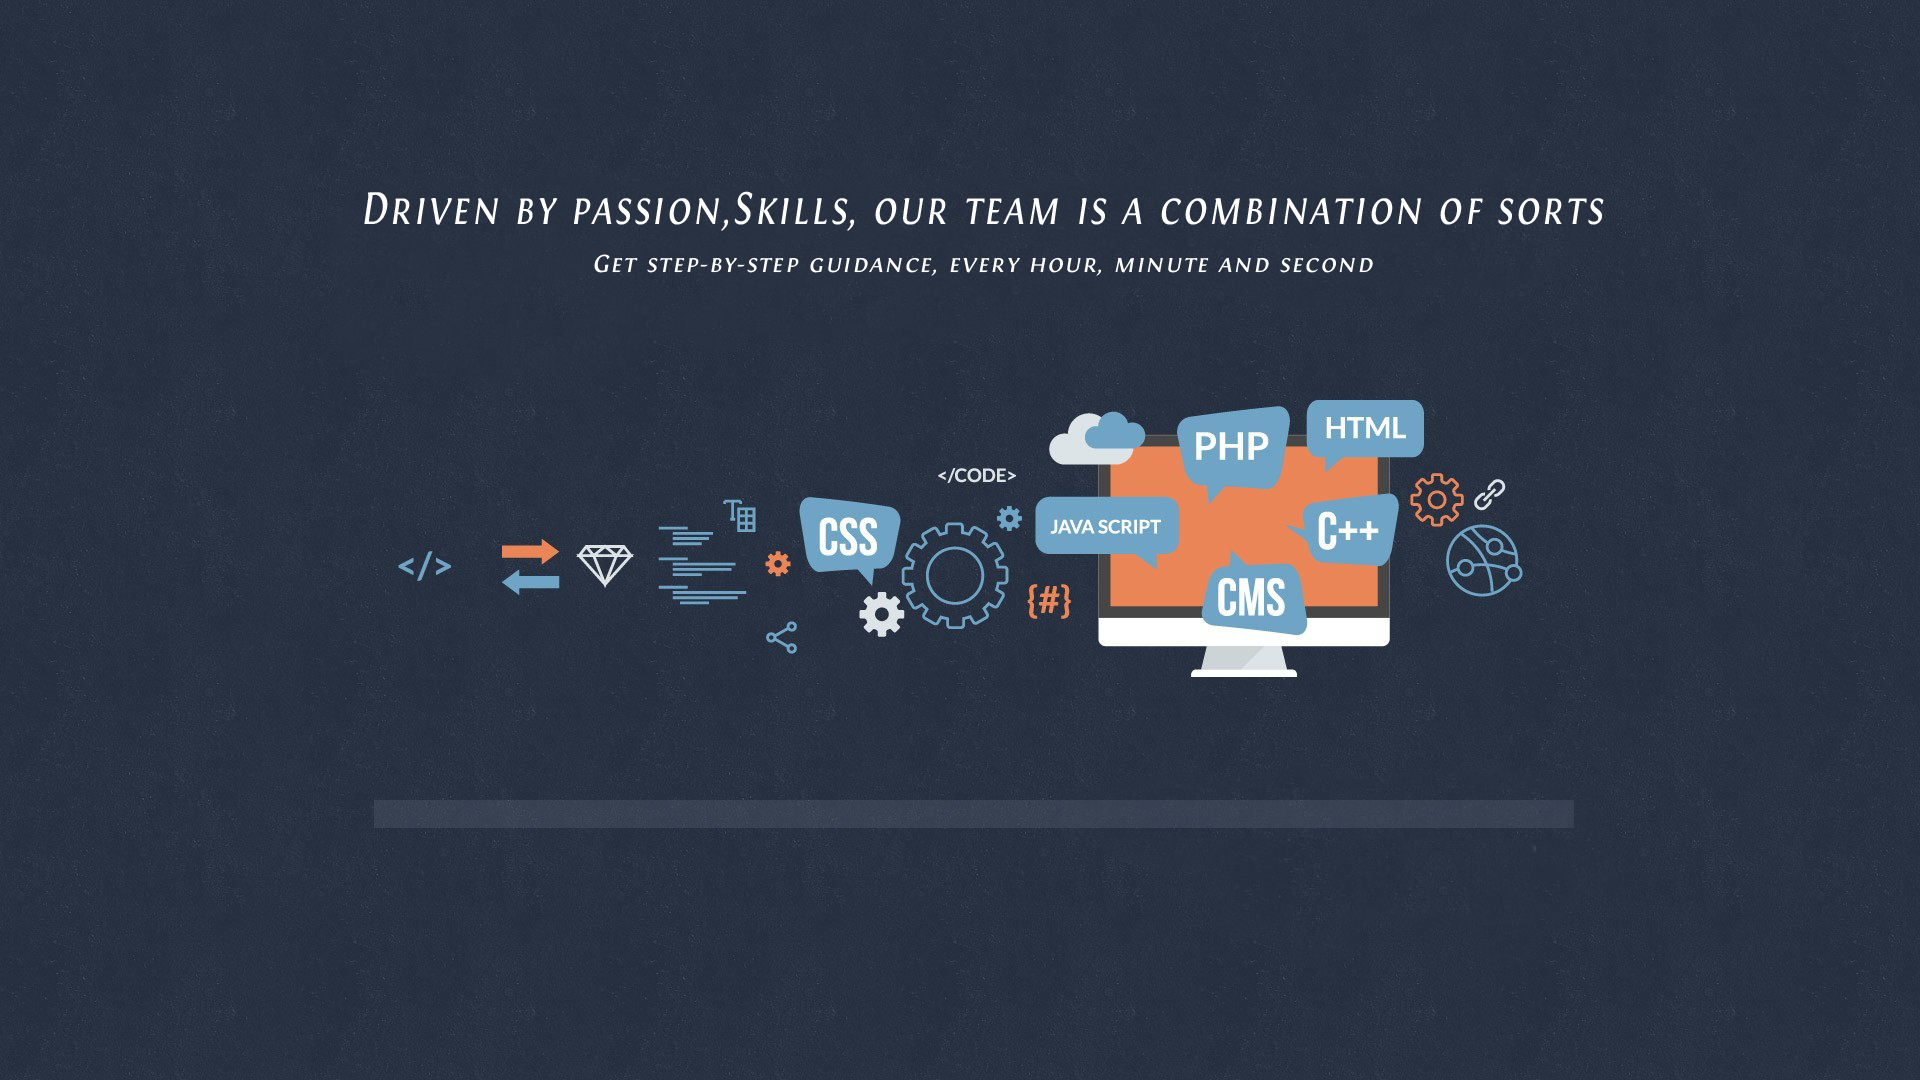 Driven by passion,Skills, our team is a combination of sorts
Get step-by-step guidance, every hour, minute and second
PHP
HTML
</CODE>
CSS
JAVA SCRIPT
C++
</>
{#}
CMS